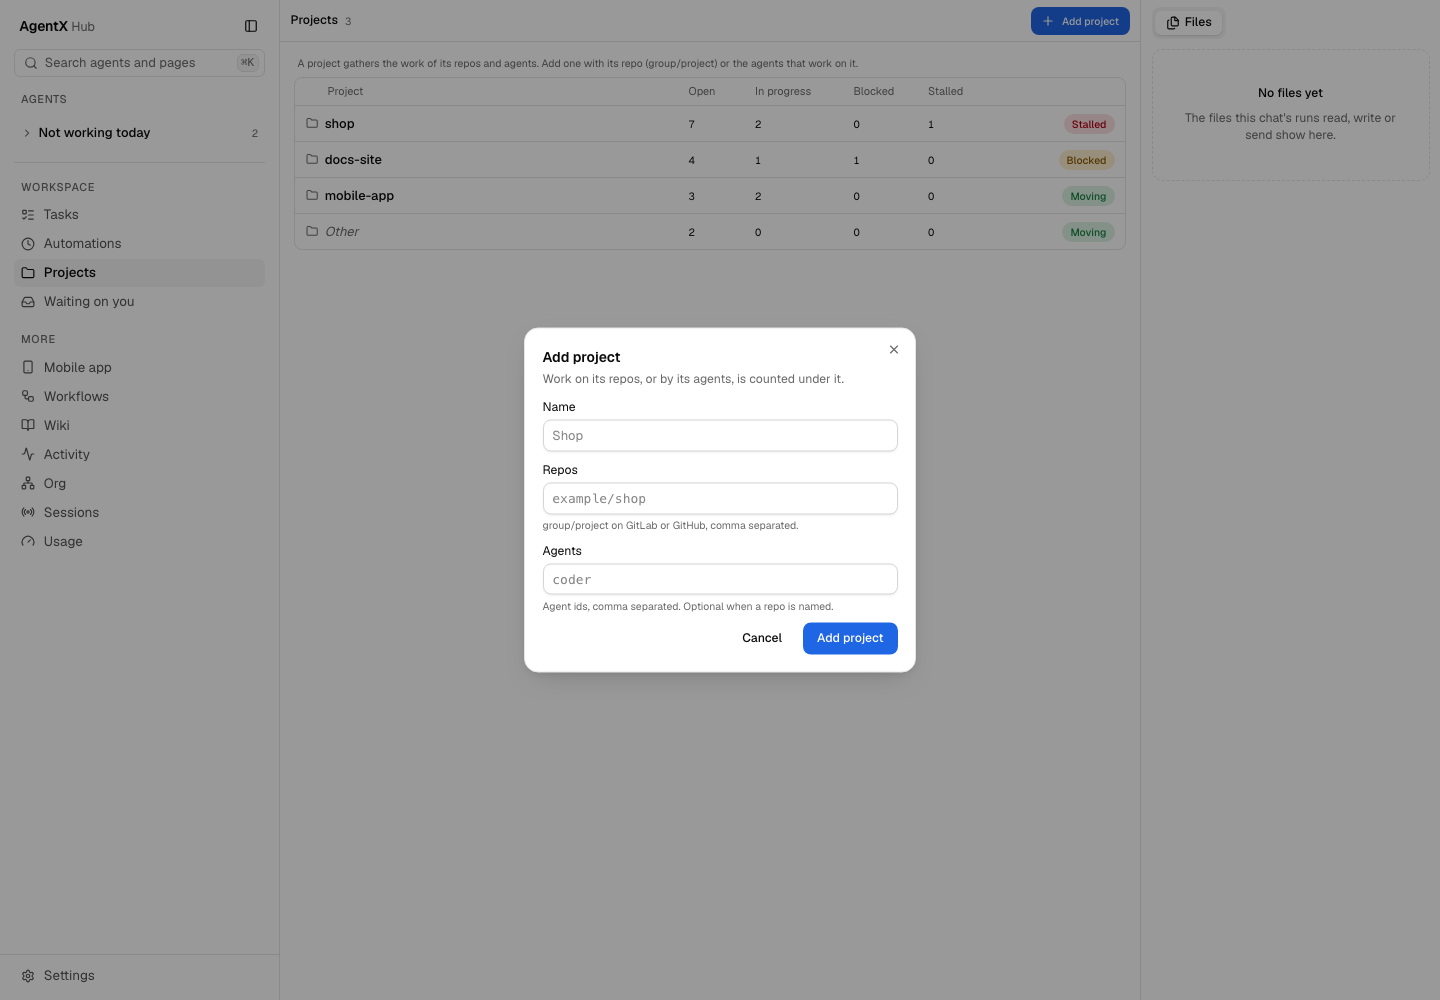 AgentX Hub
Search agents and pages ⌘K
AGENTS
Not working today 2
WORKSPACE
Tasks
Automations
Projects
Waiting on you
MORE
Mobile app
Workflows
Wiki
Activity
Org
Sessions
Usage
Settings
Projects 3
Add project
A project gathers the work of its repos and agents. Add one with its repo (group/project) or the agents that work on it.
Project Open In progress Blocked Stalled
shop 7 2 0 1 Stalled
docs-site 4 1 1 0 Blocked
mobile-app 3 2 0 0 Moving
Other 2 0 0 0 Moving
Add project
Work on its repos, or by its agents, is counted under it.
Name
Shop
Repos
example/shop
group/project on GitLab or GitHub, comma separated.
Agents
coder
Agent ids, comma separated. Optional when a repo is named.
Cancel Add project
Files
No files yet
The files this chat's runs read, write or
send show here.